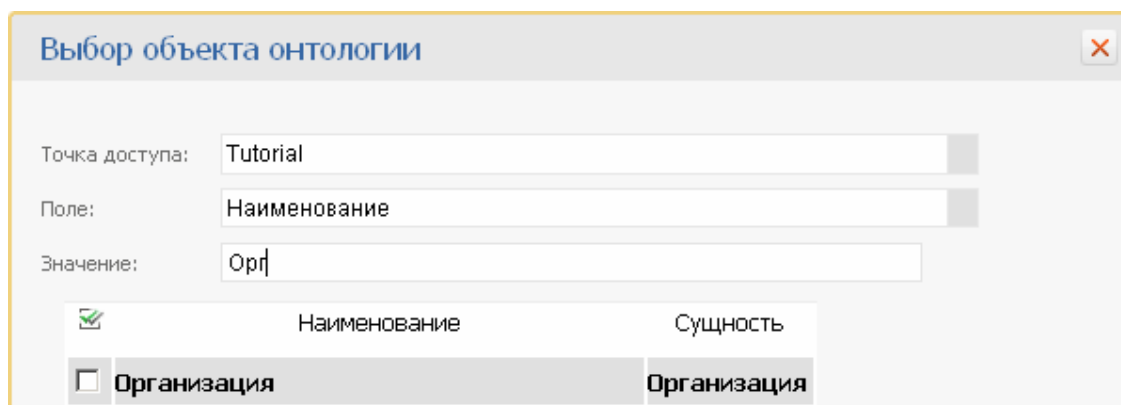 Выбор объекта онтологии
Точка доступа: Tutorial
Поле: Наименование
Значение: Орг
Наименование Сущность
Организация Организация